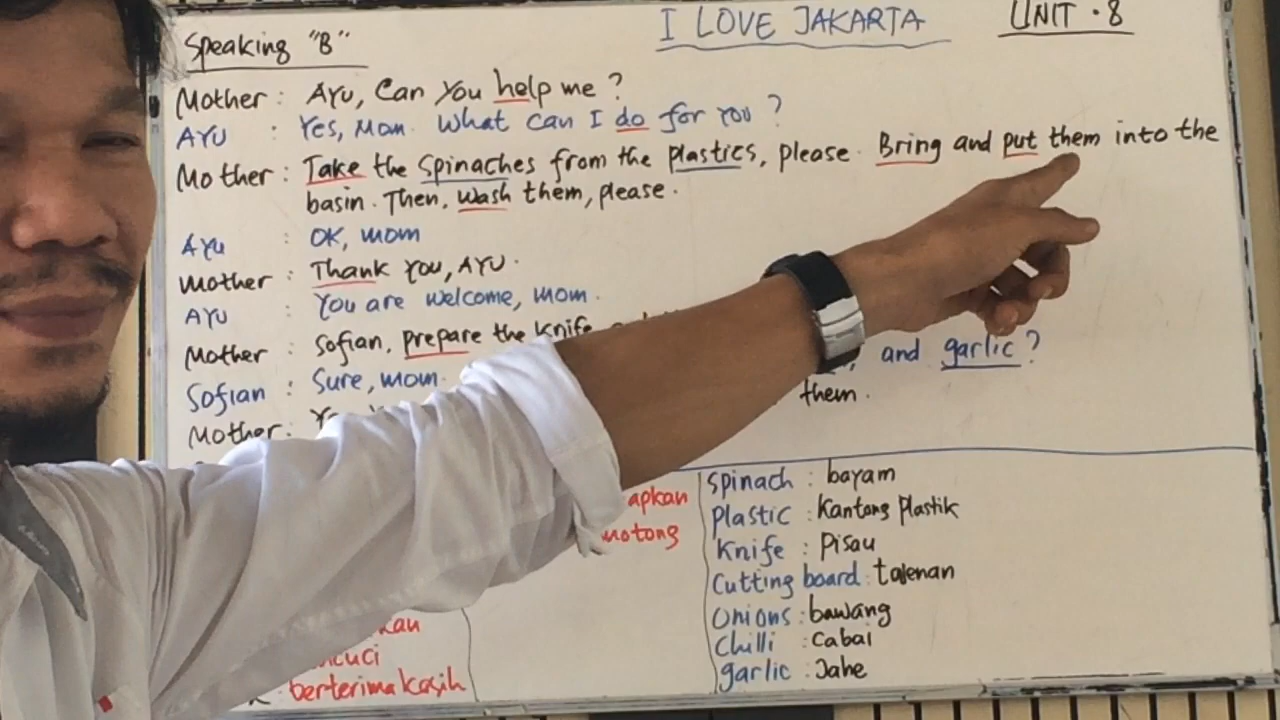 I LOVE JAKARTA UNIT . 8
Speaking "B"
Mother : AYU, Can You help me ?
AYU : Yes, Mom. What can I do for You ?
Mother : Take the Spinaches from the Plastics, please. Bring and put them into the
basin. Then, Wash them, please.
AYU : OK, Mom
Mother : Thank You, AYU.
AYU : You are Welcome, Mom.
Mother : Sofian, Prepare the Knife and garlic ?
Sofian : Sure, Mom.
Mother : them.
apkan
motong
kan
cuci
berterima kasih
Spinach : bayam
Plastic : Kantong Plastik
Knife : Pisau
Cutting board : talenan
Onions : bawang
Chilli : Cabai
garlic : Jahe